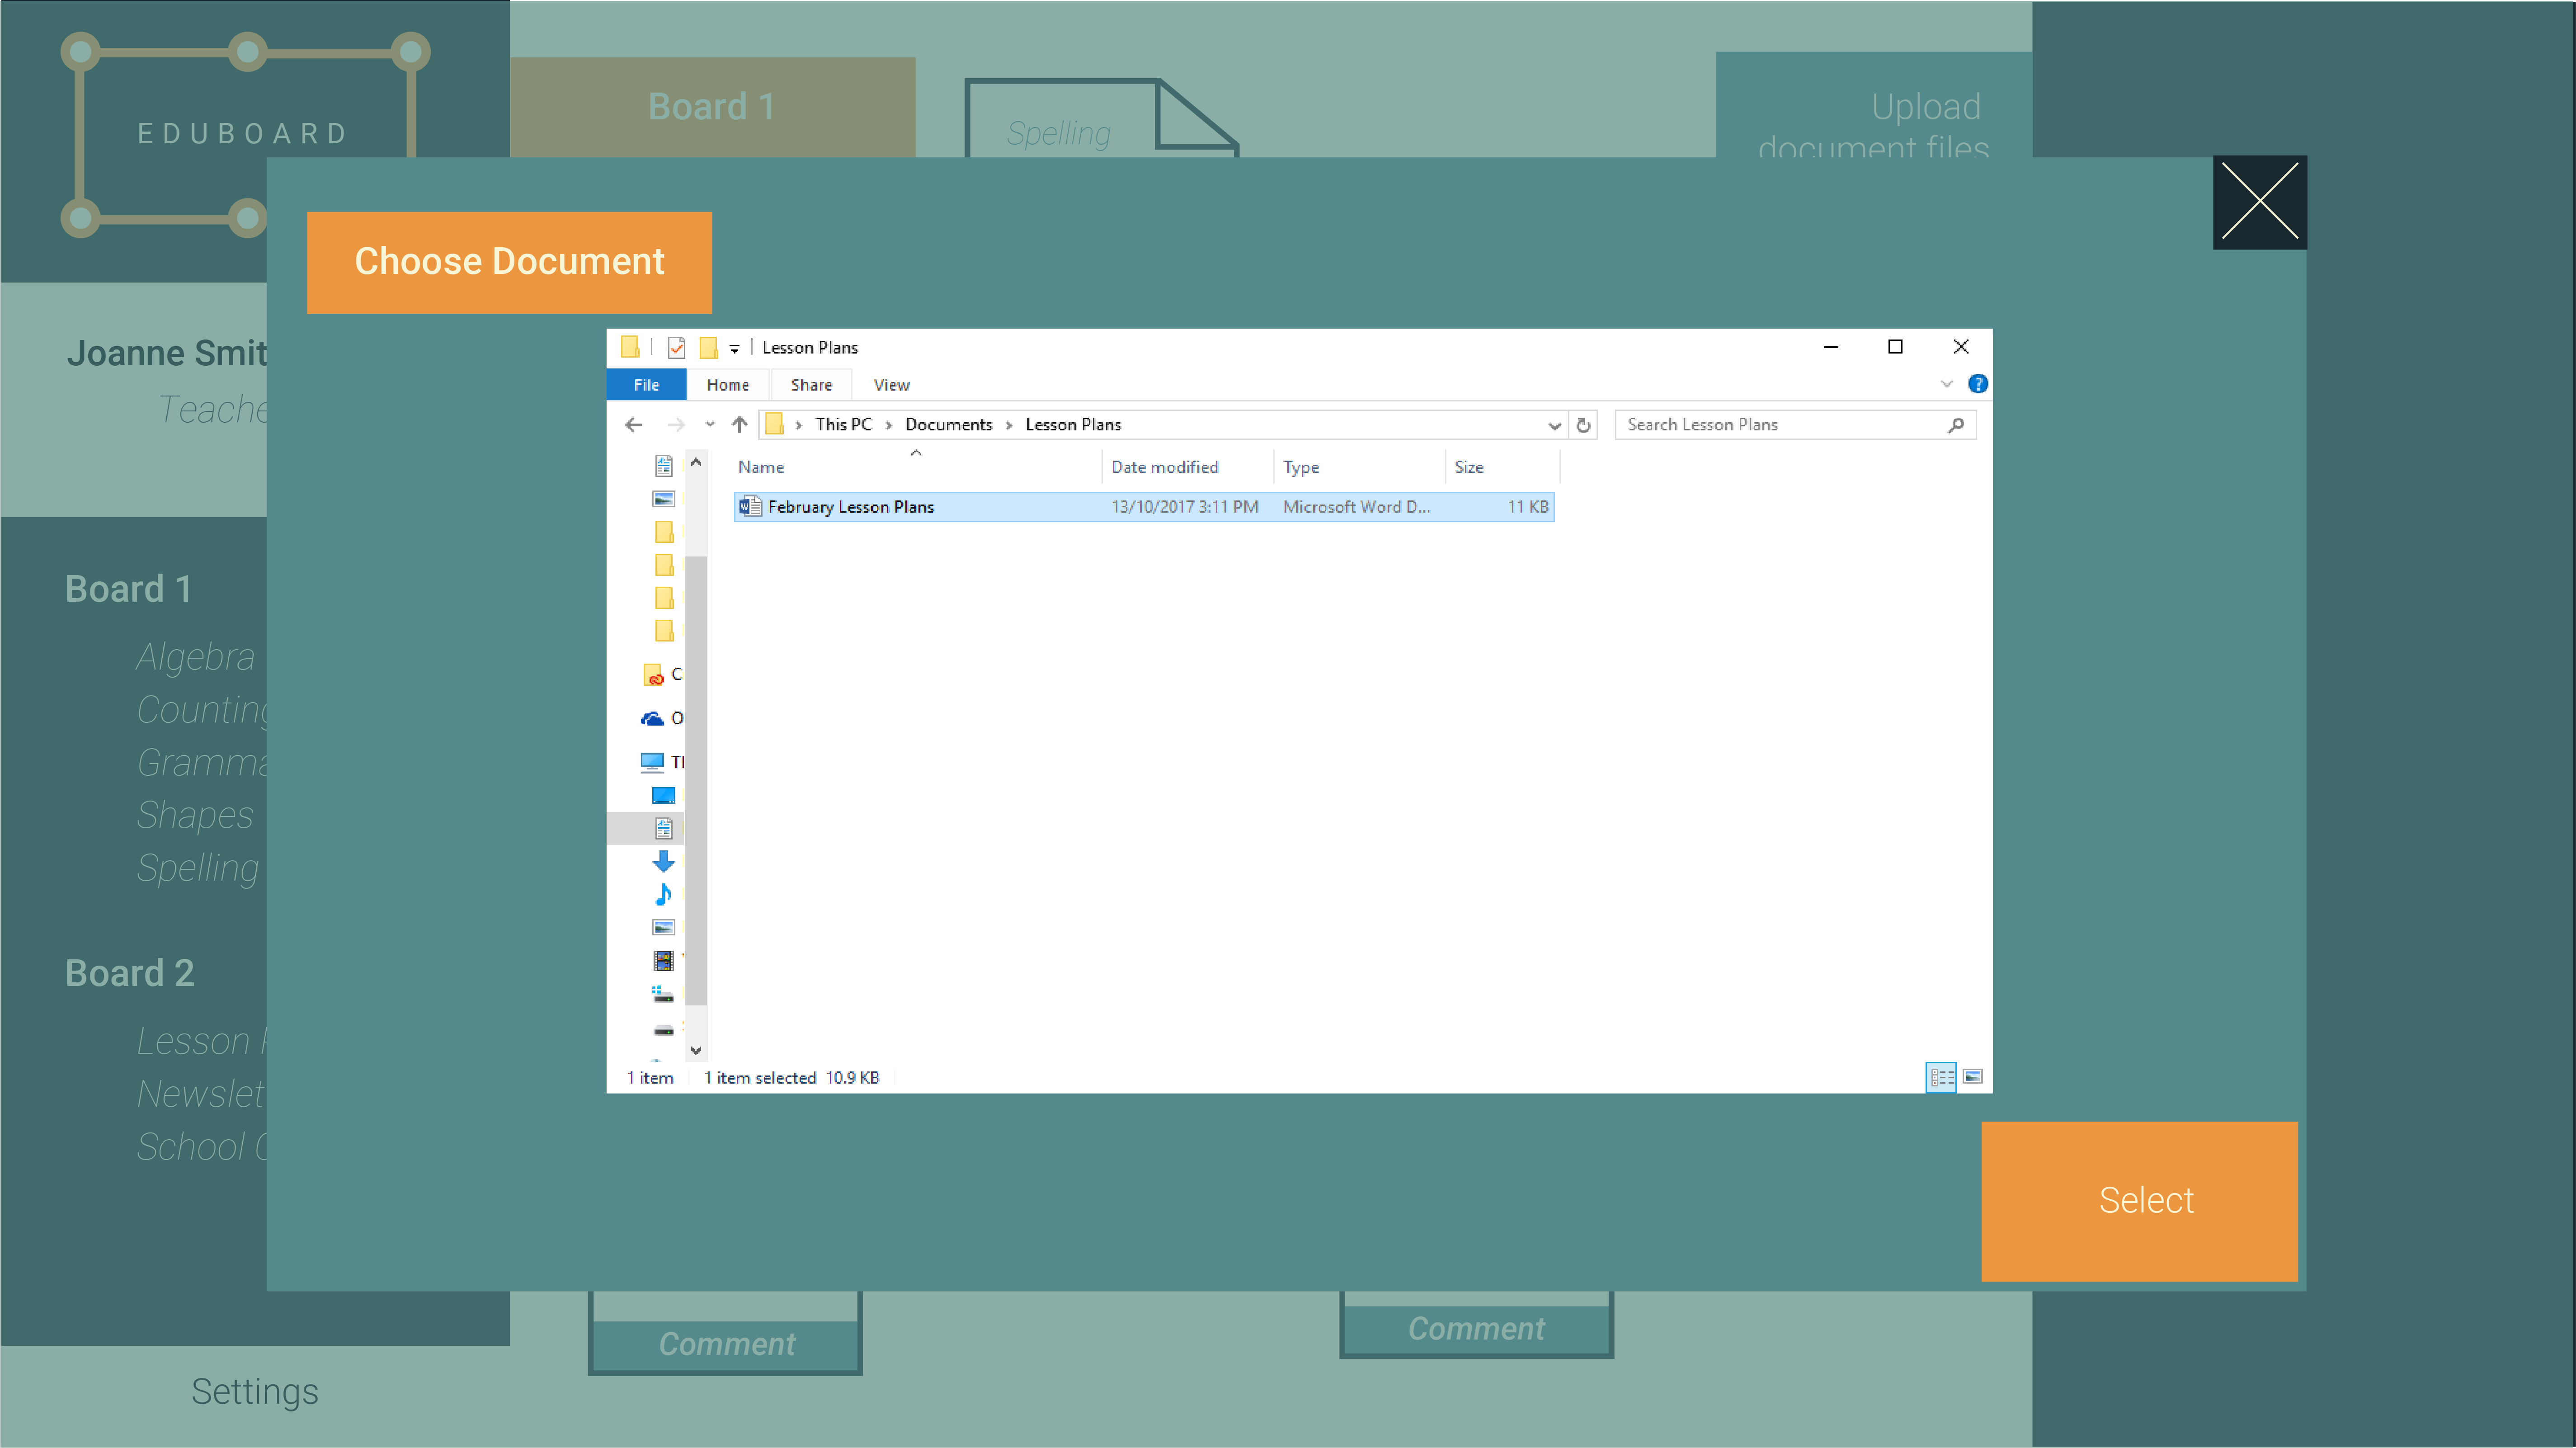 EDUBOARD
Board 1
Spelling
Upload
document files
Choose Document
Joanne Smit
Teache
Board 1
Algebra
Counting
Gramma
Shapes
Spelling
Board 2
Lesson
Newslet
School
Settings
Lesson Plans
File Home Share View
This PC > Documents > Lesson Plans
Search Lesson Plans
Name Date modified Type Size
February Lesson Plans 13/10/2017 3:11 PM Microsoft Word D... 11 KB
C
O
1 item 1 item selected 10.9 KB
Select
Comment
Comment